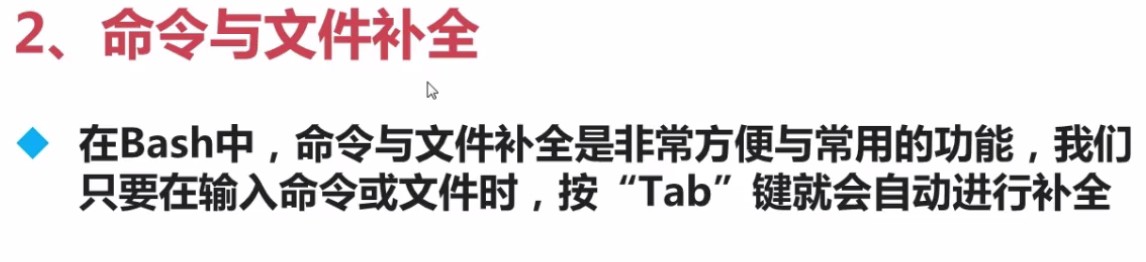 2、命令与文件补全
在Bash中，命令与文件补全是非常方便与常用的功能，我们
只要在输入命令或文件时，按“Tab”键就会自动进行补全